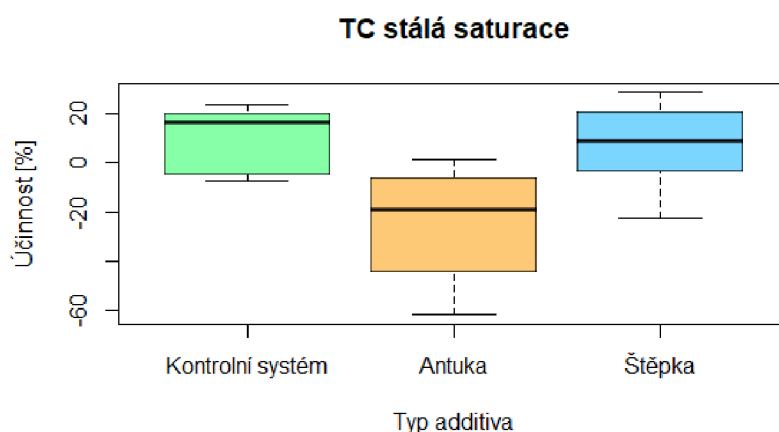 TC stálá saturace
Účinnost [%]
20
0
-20
-60
Kontrolní systém
Antuka
Štěpka
Typ additiva